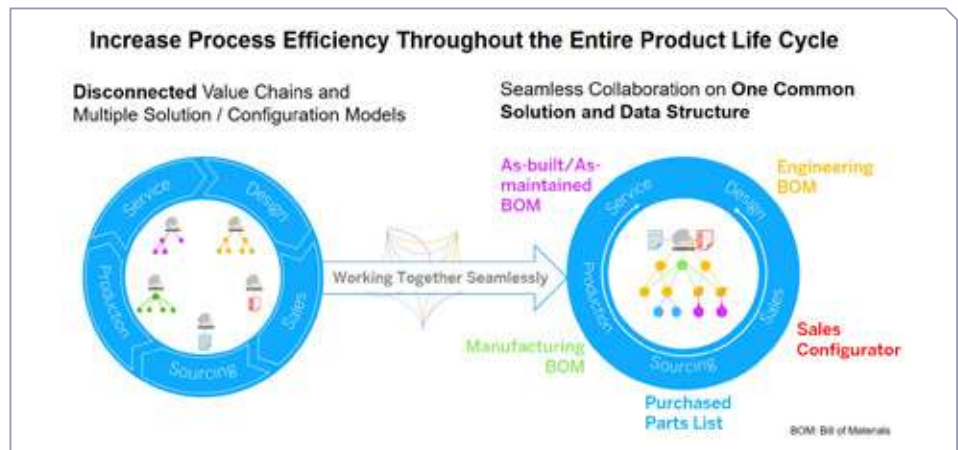 Increase Process Efficiency Throughout the Entire Product Life Cycle
Disconnected Value Chains and
Multiple Solution / Configuration Models
Seamless Collaboration on One Common
Solution and Data Structure
Service
Design
Sales
Sourcing
Production
Working Together Seamlessly
As-built/As-
maintained
BOM
Engineering
BOM
Service
Design
Sales
Sourcing
Production
Manufacturing
BOM
Sales
Configurator
Purchased
Parts List
BOM: Bill of Materials